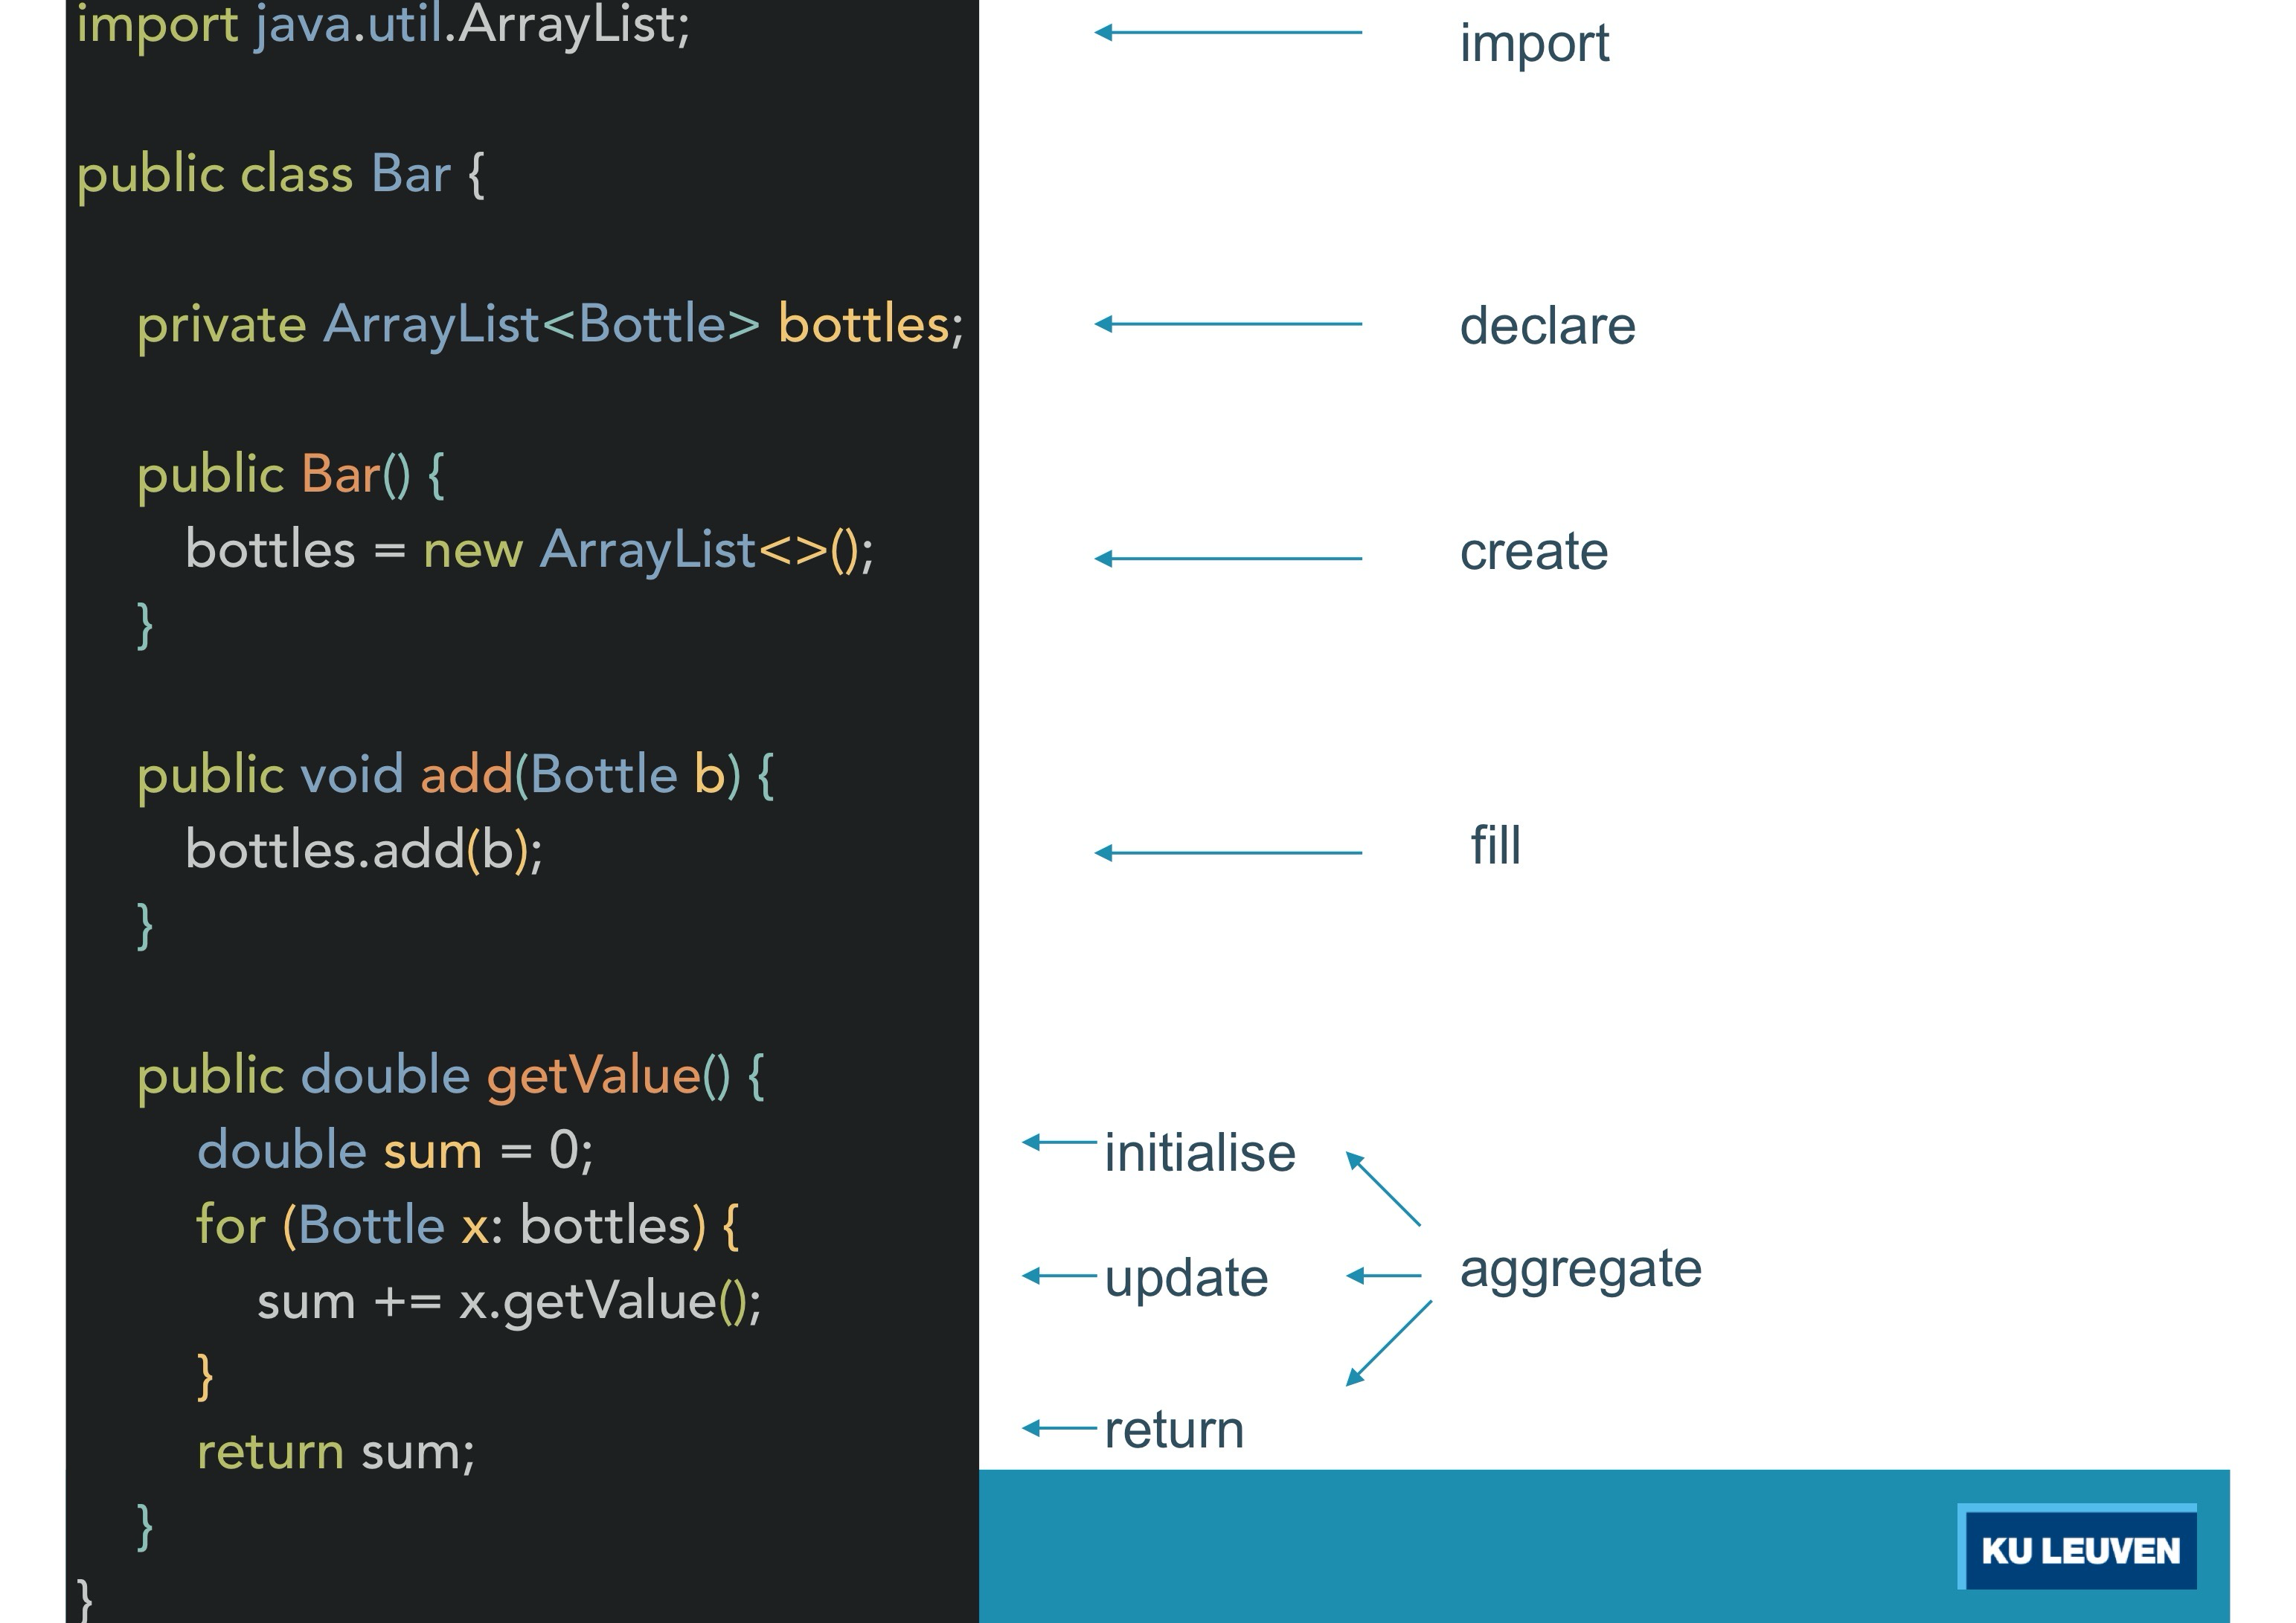 import java.util.ArrayList;
import
public class Bar {
private ArrayList<Bottle> bottles;
declare
public Bar() {
bottles = new ArrayList<>();
create
}
public void add(Bottle b) {
bottles.add(b);
fill
}
public double getValue() {
double sum = 0;
initialise
for (Bottle x: bottles) {
sum += x.getValue();
update
aggregate
}
return sum;
return
}
}
KU LEUVEN